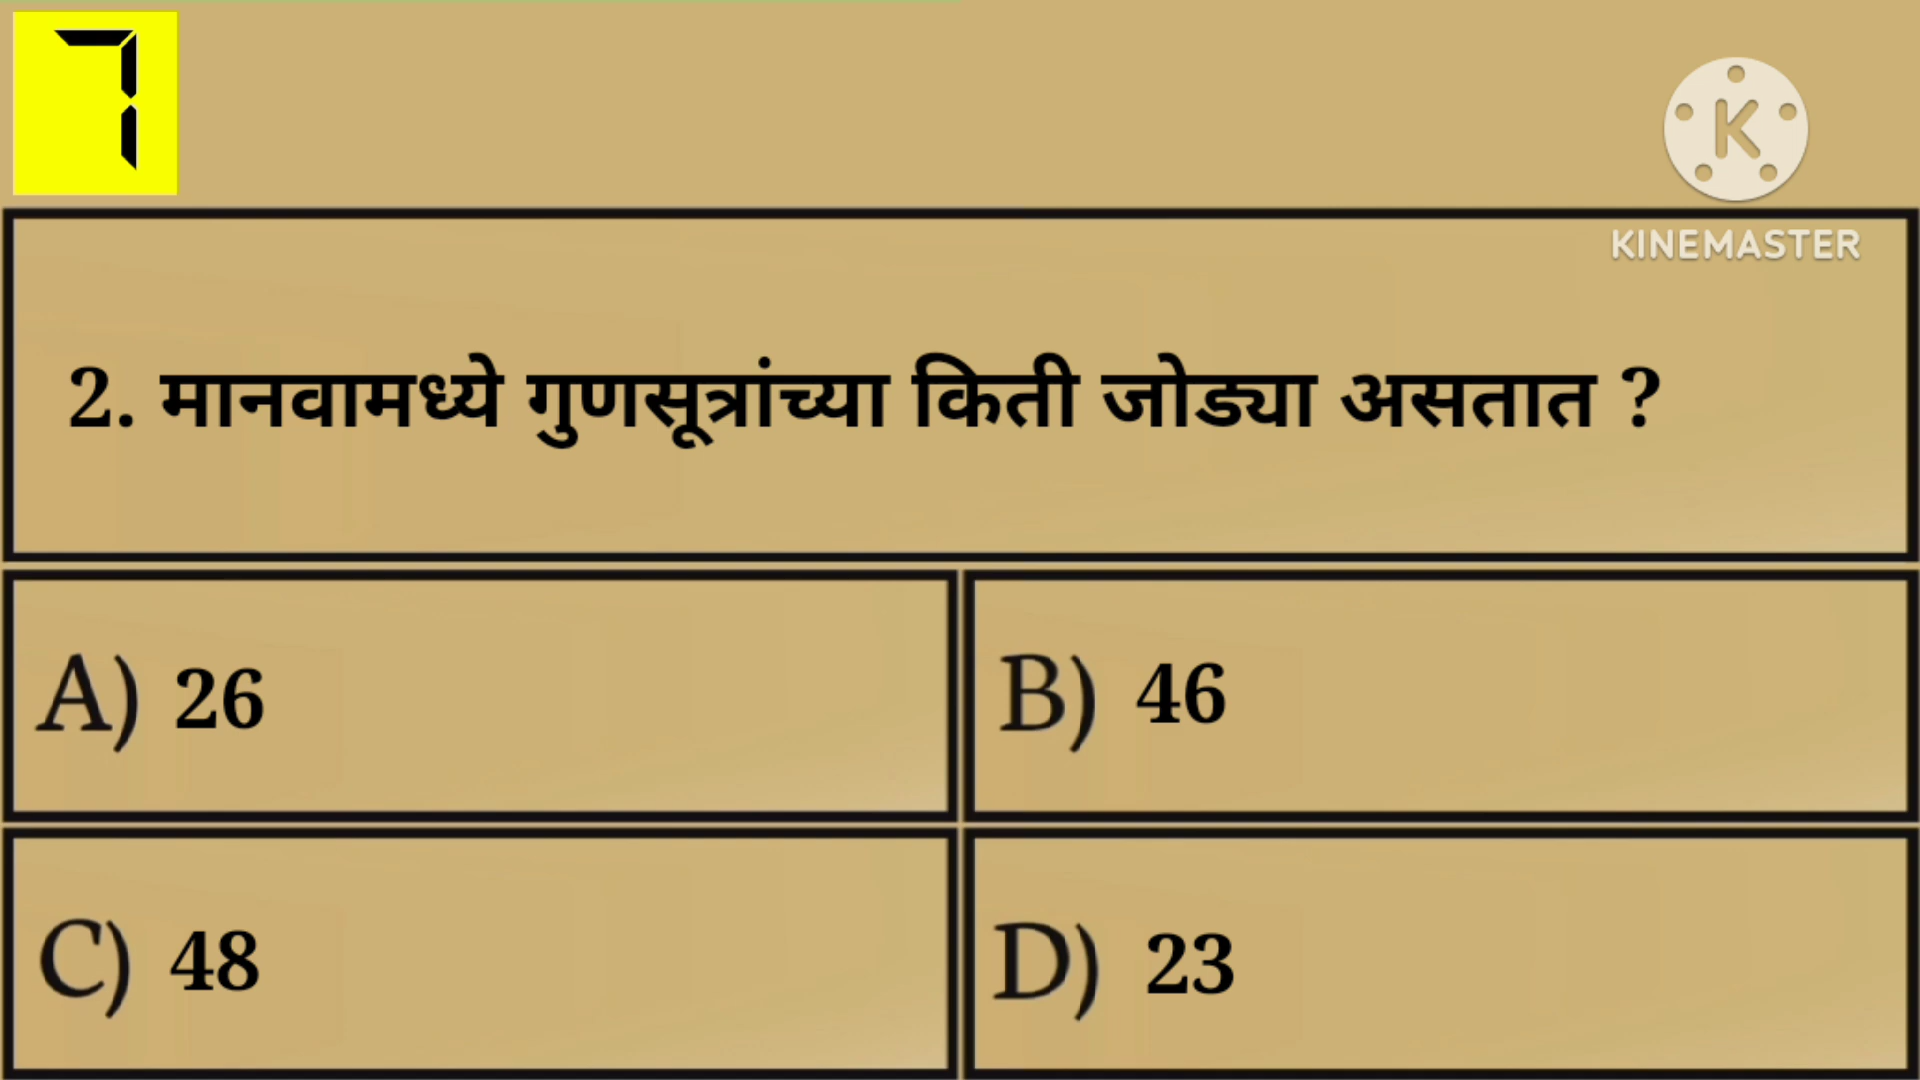 7
K
KINEMASTER
2. मानवामध्ये गुणसूत्रांच्या किती जोड्या असतात ?
A) 26
B) 46
C) 48
D) 23